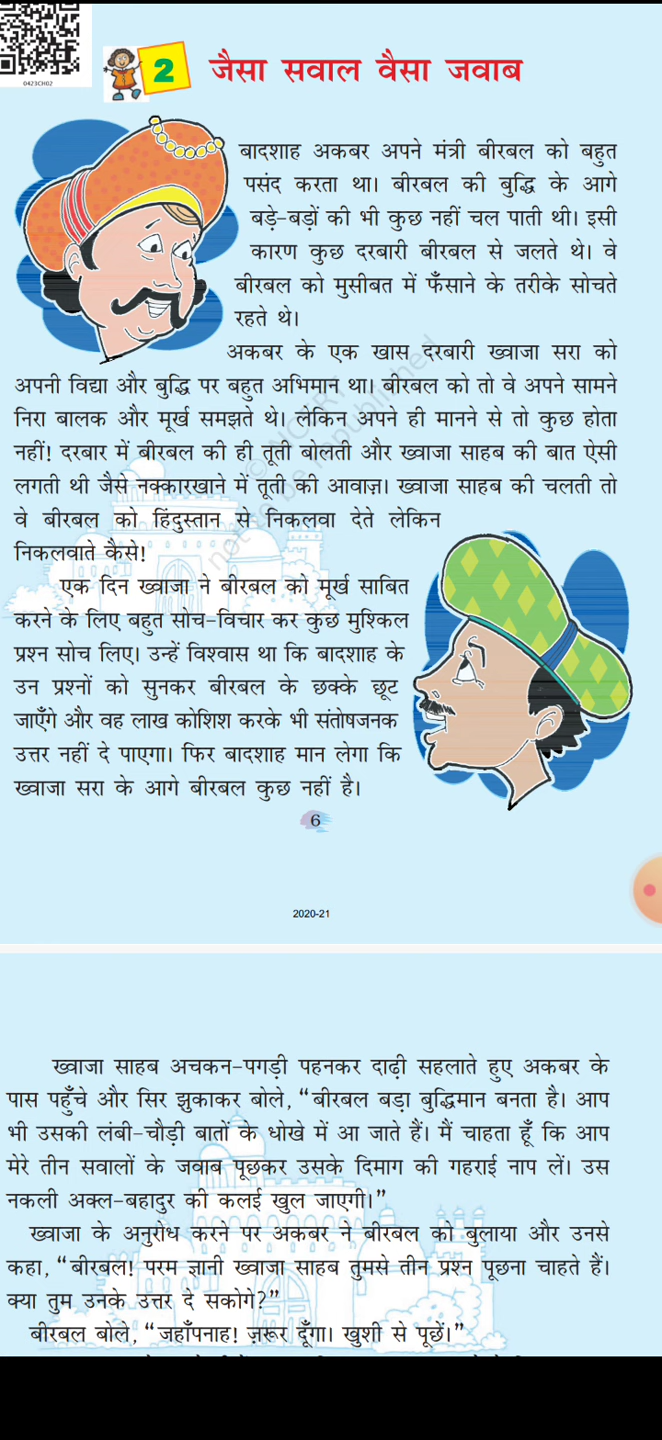 0423CH02
2 जैसा सवाल वैसा जवाब
बादशाह अकबर अपने मंत्री बीरबल को बहुत
पसंद करता था। बीरबल की बुद्धि के आगे
बड़े-बड़ों की भी कुछ नहीं चल पाती थी। इसी
कारण कुछ दरबारी बीरबल से जलते थे। वे
बीरबल को मुसीबत में फँसाने के तरीके सोचते
रहते थे।
अकबर के एक खास दरबारी ख्वाजा सरा को
अपनी विद्या और बुद्धि पर बहुत अभिमान था। बीरबल को तो वे अपने सामने
निरा बालक और मूर्ख समझते थे। लेकिन अपने ही मानने से तो कुछ होता
नहीं! दरबार में बीरबल की ही तूती बोलती और ख्वाजा साहब की बात ऐसी
लगती थी जैसे नक्कारखाने में तूती की आवाज़। ख्वाजा साहब की चलती तो
वे बीरबल को हिंदुस्तान से निकलवा देते लेकिन
निकलवाते कैसे!
एक दिन ख्वाजा ने बीरबल को मूर्ख साबित
करने के लिए बहुत सोच-विचार कर कुछ मुश्किल
प्रश्न सोच लिए। उन्हें विश्वास था कि बादशाह के
उन प्रश्नों को सुनकर बीरबल के छक्के छूट
जाएँगे और वह लाख कोशिश करके भी संतोषजनक
उत्तर नहीं दे पाएगा। फिर बादशाह मान लेगा कि
ख्वाजा सरा के आगे बीरबल कुछ नहीं है।
© NCERT
not to be republished
6
2020-21
ख्वाजा साहब अचकन-पगड़ी पहनकर दाढ़ी सहलाते हुए अकबर के
पास पहुँचे और सिर झुकाकर बोले, “बीरबल बड़ा बुद्धिमान बनता है। आप
भी उसकी लंबी-चौड़ी बातों के धोखे में आ जाते हैं। मैं चाहता हूँ कि आप
मेरे तीन सवालों के जवाब पूछकर उसके दिमाग की गहराई नाप लें। उस
नकली अक्ल-बहादुर की कलई खुल जाएगी।”
ख्वाजा के अनुरोध करने पर अकबर ने बीरबल को बुलाया और उनसे
कहा, “बीरबल! परम ज्ञानी ख्वाजा साहब तुमसे तीन प्रश्न पूछना चाहते हैं।
क्या तुम उनके उत्तर दे सकोगे?”
बीरबल बोले, “जहाँपनाह! ज़रूर दूँगा। खुशी से पूछें।”